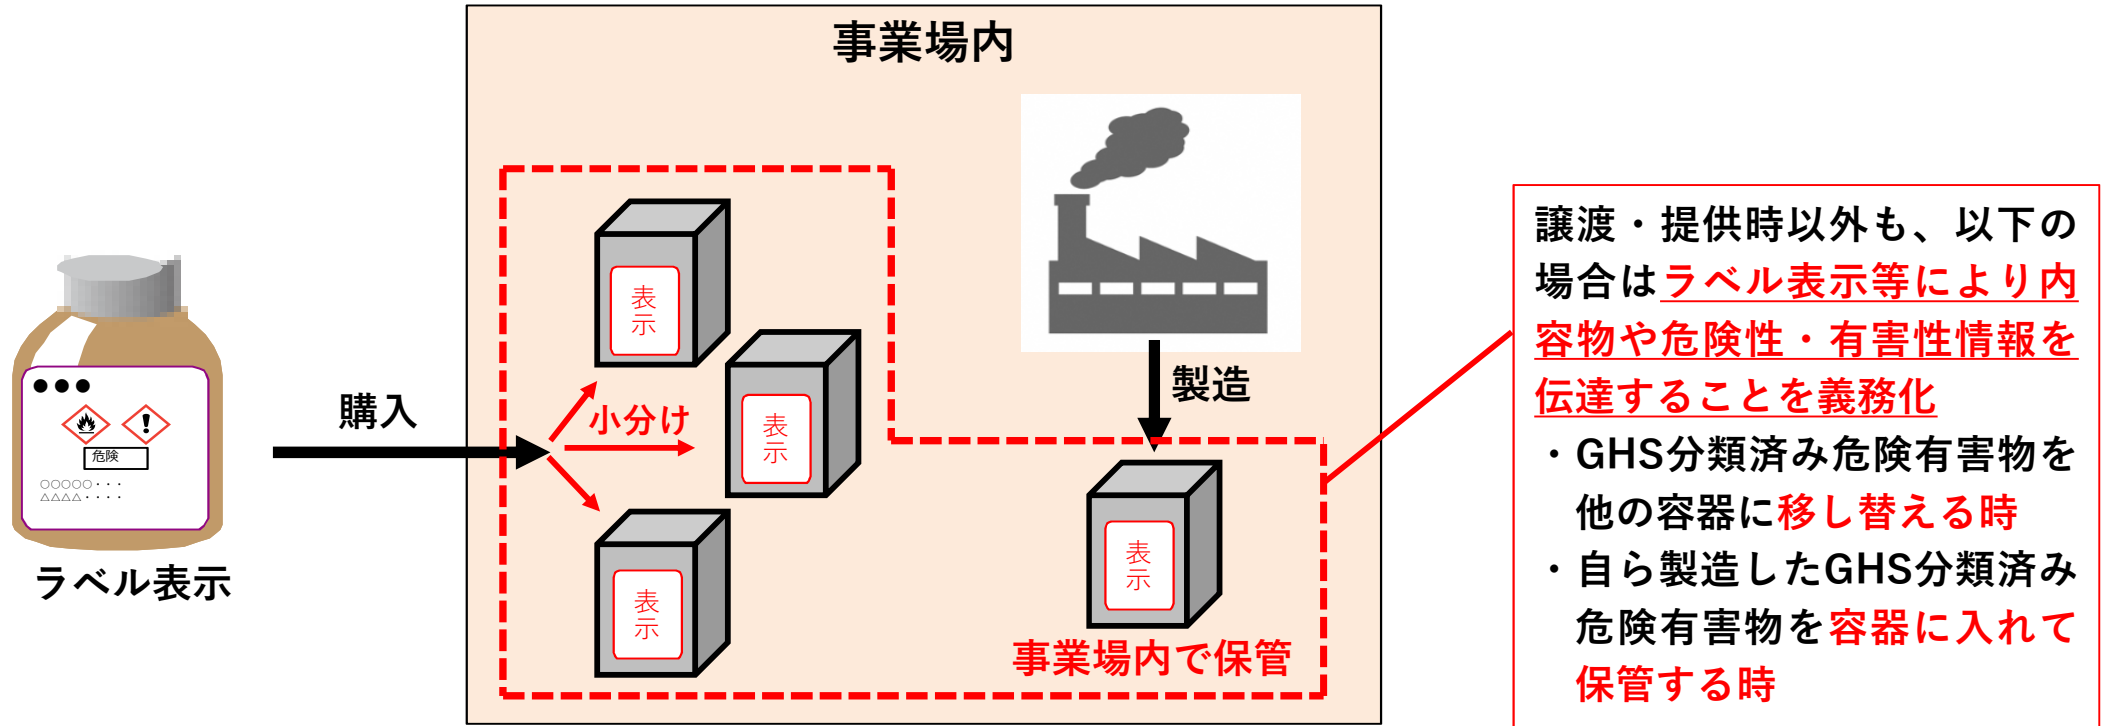 事業場内
●●●
危険
○○○○○・・・
△△△△・・・・
ラベル表示
購入
小分け
表
示
表
示
表
示
製造
表
示
事業場内で保管
譲渡・提供時以外も、以下の
場合はラベル表示等により内
容物や危険性・有害性情報を
伝達することを義務化
・GHS分類済み危険有害物を
他の容器に移し替える時
・自ら製造したGHS分類済み
危険有害物を容器に入れて
保管する時